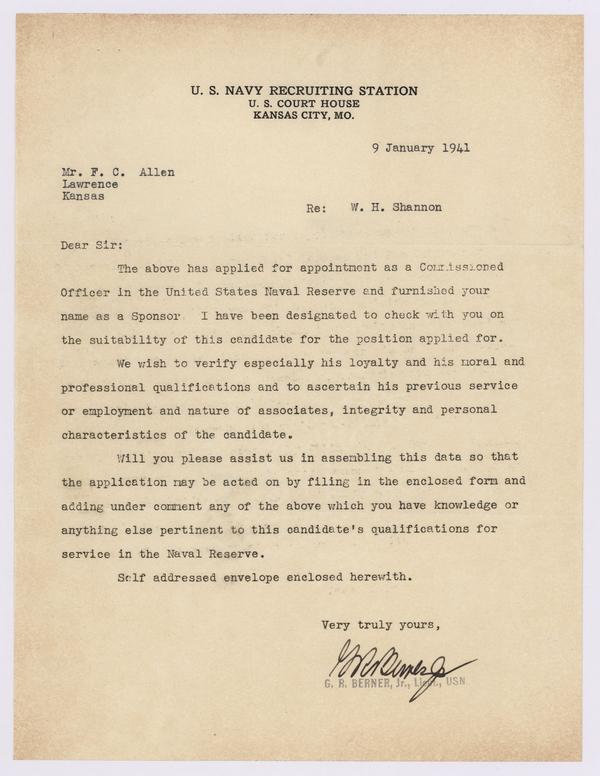 U. S. NAVY RECRUITING STATION
U. S. COURT HOUSE
KANSAS CITY, MO.
9 January 1941
Mr. F. C. Allen
Lawrence
Kansas
Re: W. H. Shannon
Dear Sir:
The above has applied for appointment as a Commissioned
Officer in the United States Naval Reserve and furnished your
name as a Sponsor. I have been designated to check with you on
the suitability of this candidate for the position applied for.
We wish to verify especially his loyalty and his moral and
professional qualifications and to ascertain his previous service
or employment and nature of associates, integrity and personal
characteristics of the candidate.
Will you please assist us in assembling this data so that
the application may be acted on by filing in the enclosed form and
adding under comment any of the above which you have knowledge or
anything else pertinent to this candidate's qualifications for
service in the Naval Reserve.
Self addressed envelope enclosed herewith.
Very truly yours,
G R Berner Jr
G. R. BERNER, Jr., Lieut., USN